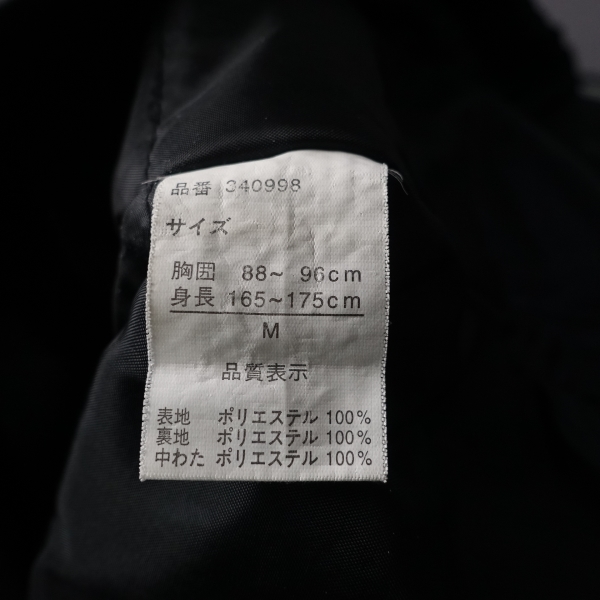 品番 340998
サイズ
胸囲 88~ 96cm
身長 165~175cm
M
品質表示
表地 ポリエステル 100%
裏地 ポリエステル 100%
中わた ポリエステル 100%